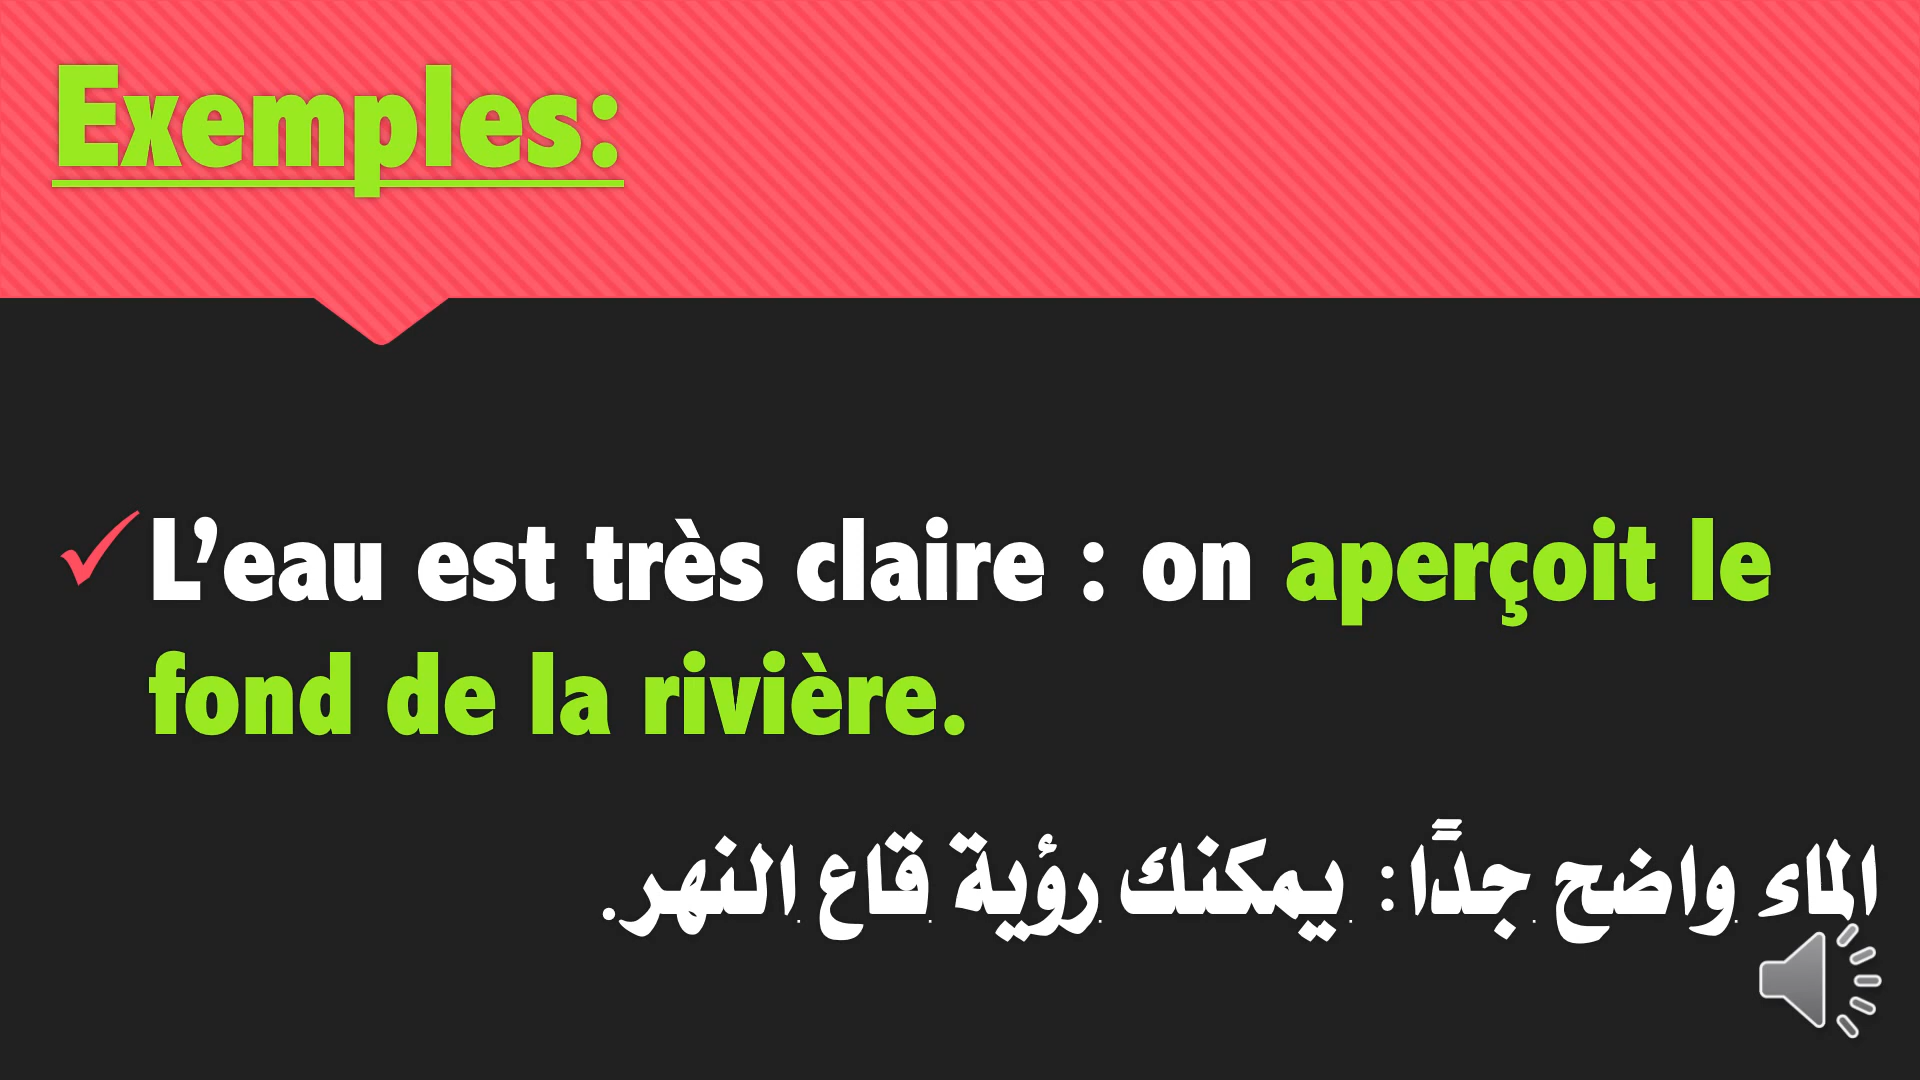 Exemples:
L’eau est très claire : on aperçoit le
fond de la rivière.
الماء واضح جدًا: يمكنك رؤية قاع النهر.